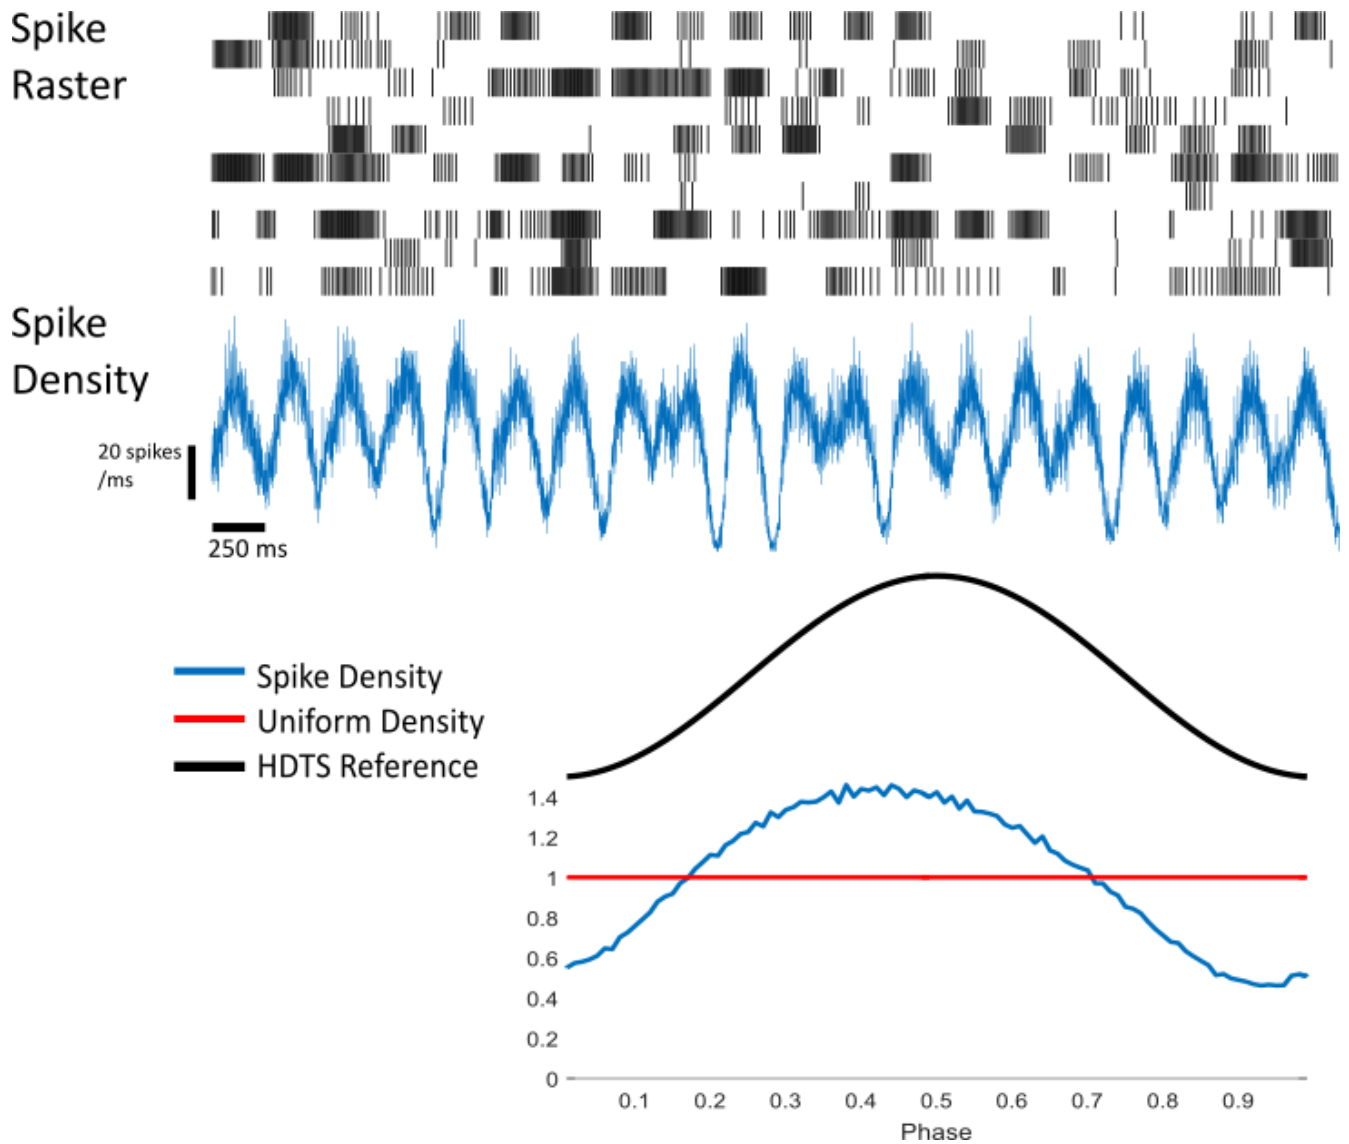 Spike
Raster
Spike
Density
20 spikes
/ms
250 ms
Spike Density
Uniform Density
HDTS Reference
1.4
1.2
1
0.8
0.6
0.4
0.2
0
0.1 0.2 0.3 0.4 0.5 0.6 0.7 0.8 0.9
Phase